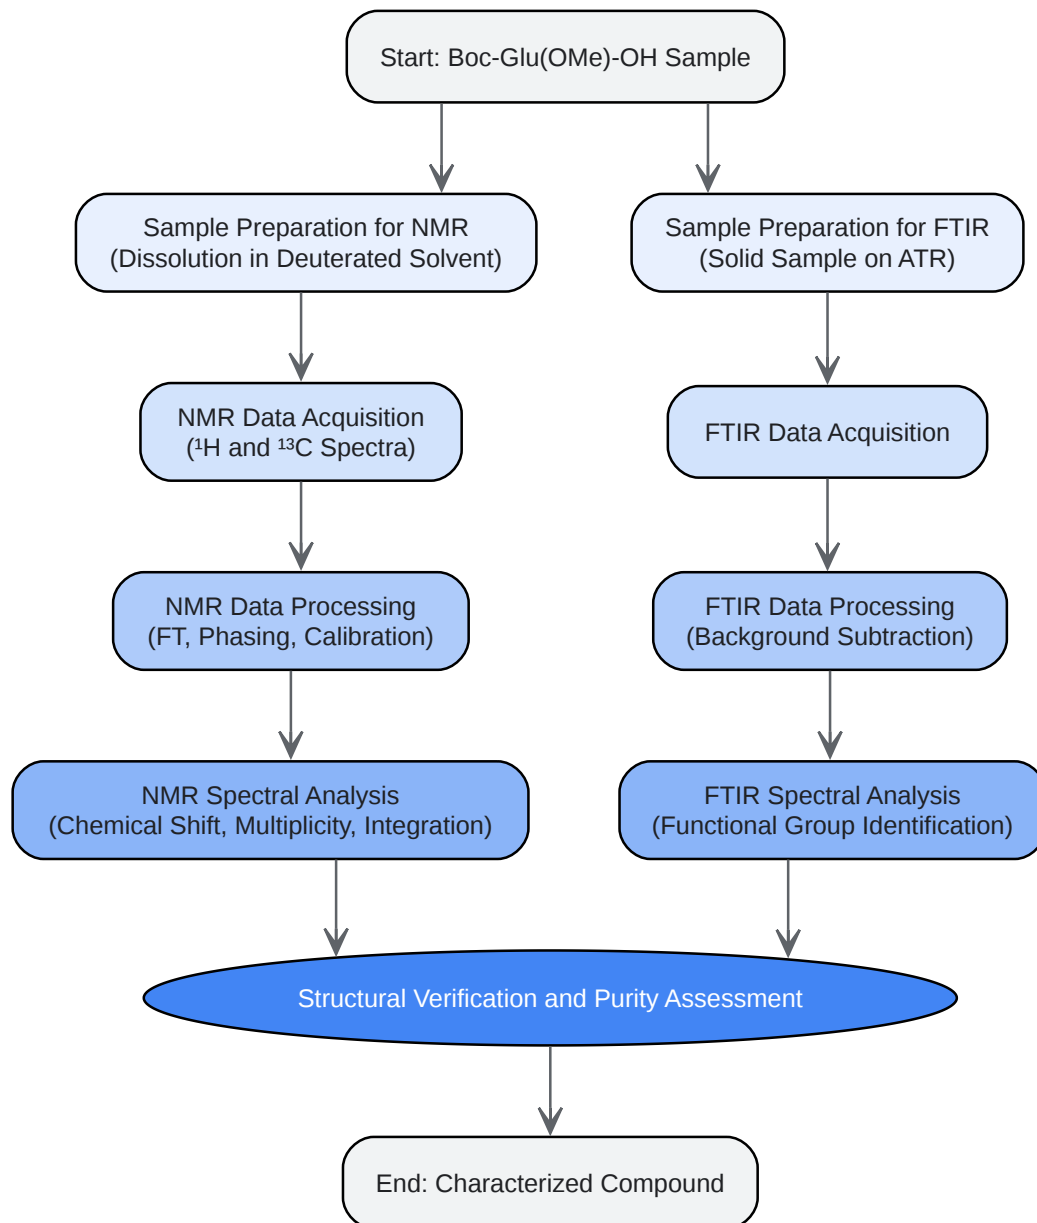 Start: Boc-Glu(OMe)-OH Sample
Sample Preparation for NMR
(Dissolution in Deuterated Solvent)
Sample Preparation for FTIR
(Solid Sample on ATR)
NMR Data Acquisition
(¹H and ¹³C Spectra)
FTIR Data Acquisition
NMR Data Processing
(FT, Phasing, Calibration)
FTIR Data Processing
(Background Subtraction)
NMR Spectral Analysis
(Chemical Shift, Multiplicity, Integration)
FTIR Spectral Analysis
(Functional Group Identification)
Structural Verification and Purity Assessment
End: Characterized Compound